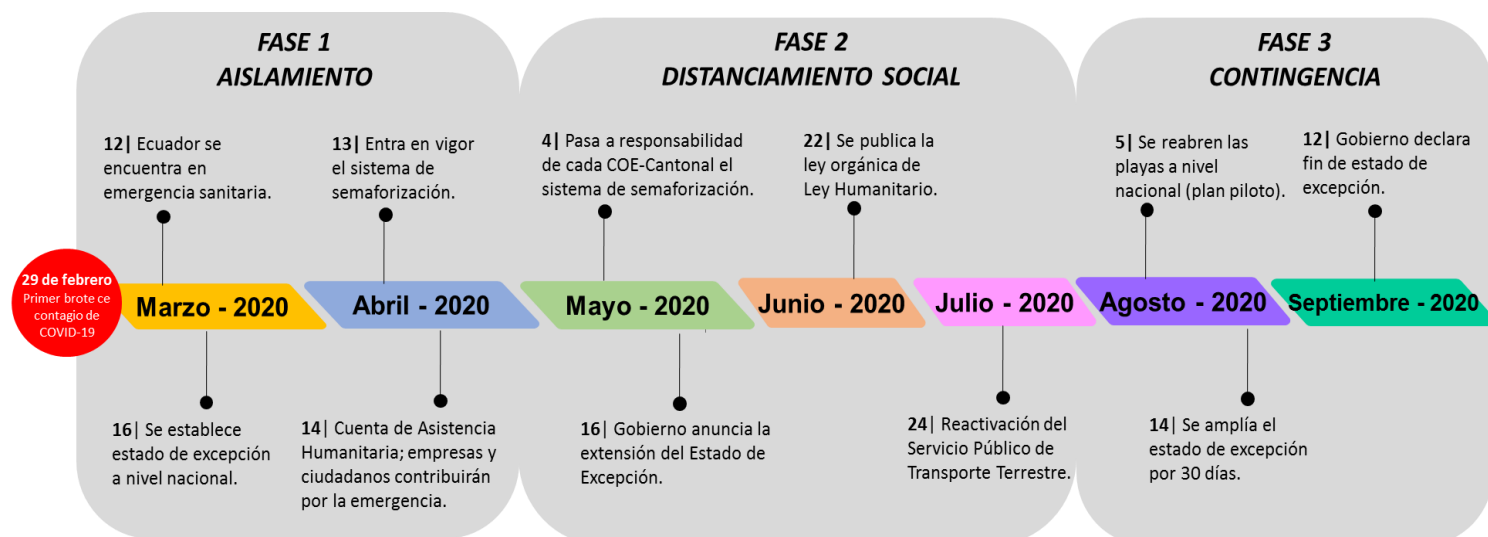 FASE 1
AISLAMIENTO
FASE 2
DISTANCIAMIENTO SOCIAL
FASE 3
CONTINGENCIA
12| Ecuador se
encuentra en
emergencia sanitaria.
13| Entra en vigor
el sistema de
semaforización.
4| Pasa a responsabilidad
de cada COE-Cantonal el
sistema de semaforización.
22| Se publica la
ley orgánica de
Ley Humanitario.
5| Se reabren las
playas a nivel
nacional (plan piloto).
12| Gobierno declara
fin de estado de
excepción.
29 de febrero
Primer brote ce
contagio de
COVID-19
Marzo - 2020
Abril - 2020
Mayo - 2020
Junio - 2020
Julio - 2020
Agosto - 2020
Septiembre - 2020
16| Se establece
estado de excepción
a nivel nacional.
14| Cuenta de Asistencia
Humanitaria; empresas y
ciudadanos contribuirán
por la emergencia.
16| Gobierno anuncia la
extensión del Estado de
Excepción.
24| Reactivación del
Servicio Público de
Transporte Terrestre.
14| Se amplía el
estado de excepción
por 30 días.